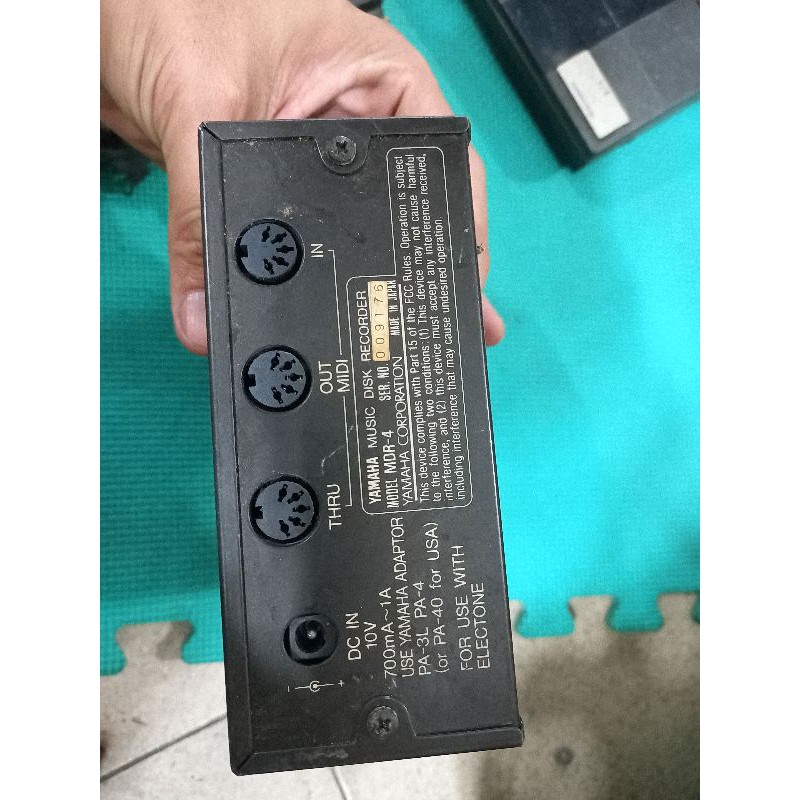 IN
OUT
MIDI
THRU
DC IN
10V
- +
700mA~1A
USE YAMAHA ADAPTOR
PA-3L PA-4
(or PA-40 for USA)
FOR USE WITH
ELECTONE
YAMAHA MUSIC DISK RECORDER
MODEL MDR-4 SER. NO. 009176
YAMAHA CORPORATION MADE IN JAPAN
This device complies with Part 15 of the FCC Rules. Operation is subject
to the following two conditions: (1) This device may not cause harmful
interference, and (2) this device must accept any interference received,
including interference that may cause undesired operation.